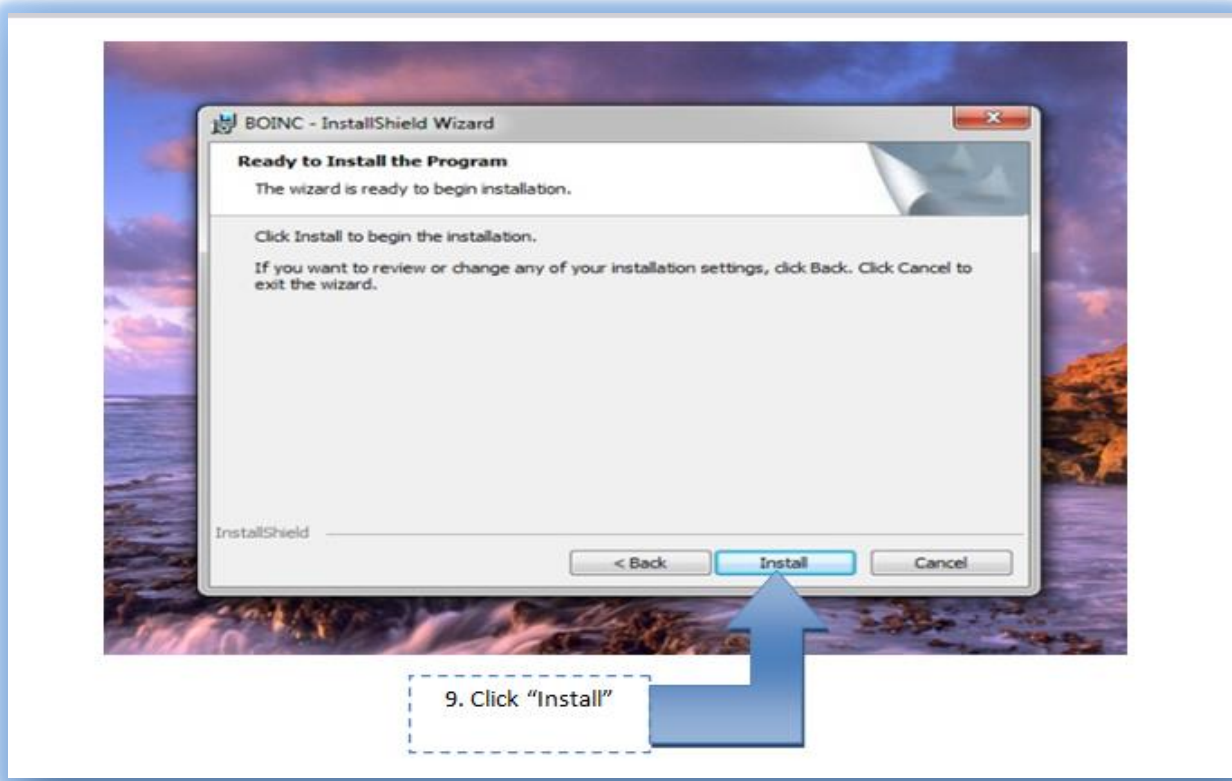 BOINC - InstallShield Wizard
Ready to Install the Program
The wizard is ready to begin installation.
Click Install to begin the installation.
If you want to review or change any of your installation settings, click Back. Click Cancel to
exit the wizard.
InstallShield
< Back
Install
Cancel
9. Click “Install”